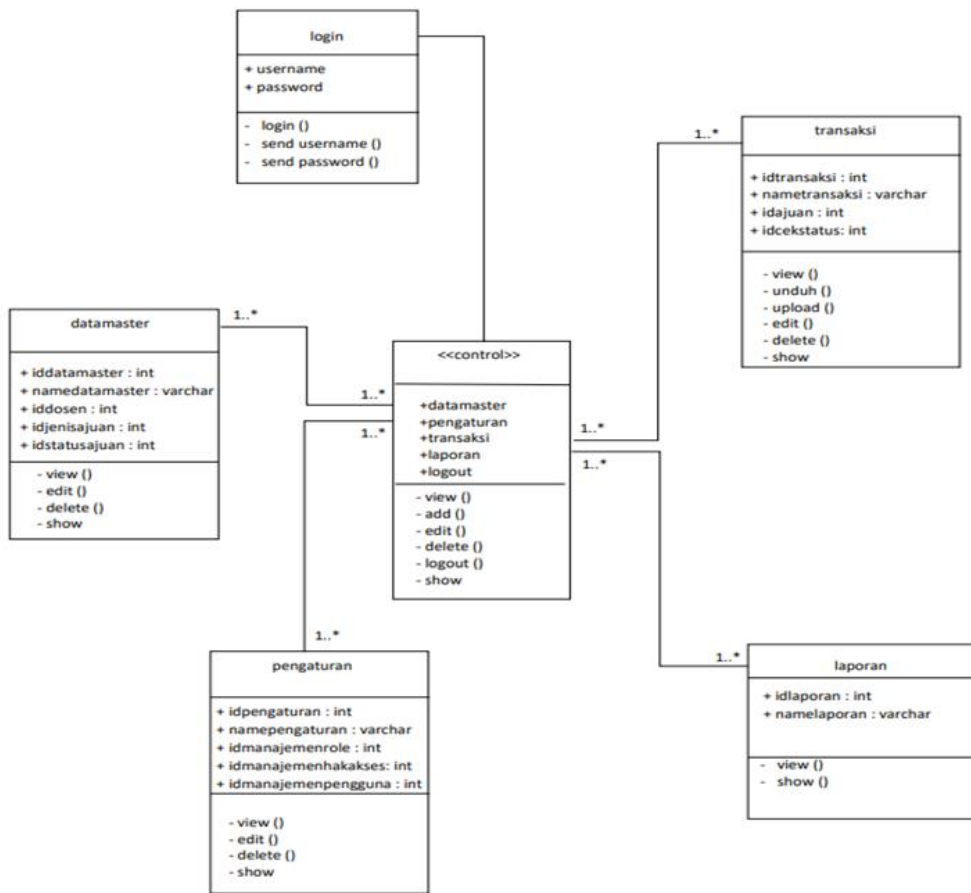 login
+ username
+ password
- login ()
- send username ()
- send password ()
1..*
transaksi
+ idtransaksi : int
+ nametransaksi : varchar
+ idajuan : int
+ idcekstatus: int
- view ()
- unduh ()
- upload ()
- edit ()
- delete ()
- show
1..*
datamaster
+ iddatamaster : int
+ namedatamaster : varchar
+ iddosen : int
+ idjenisajuan : int
+ idstatusajuan : int
- view ()
- edit ()
- delete ()
- show
1..*
1..*
1..*
1..*
<<control>>
+datamaster
+pengaturan
+transaksi
+laporan
+logout
- view ()
- add ()
- edit ()
- delete ()
- logout ()
- show
1..*
pengaturan
+ idpengaturan : int
+ namepengaturan : varchar
+ idmanajemenrole : int
+ idmanajemenhakakses: int
+ idmanajemenpengguna : int
- view ()
- edit ()
- delete ()
- show
1..*
laporan
+ idlaporan : int
+ namelaporan : varchar
- view ()
- show ()